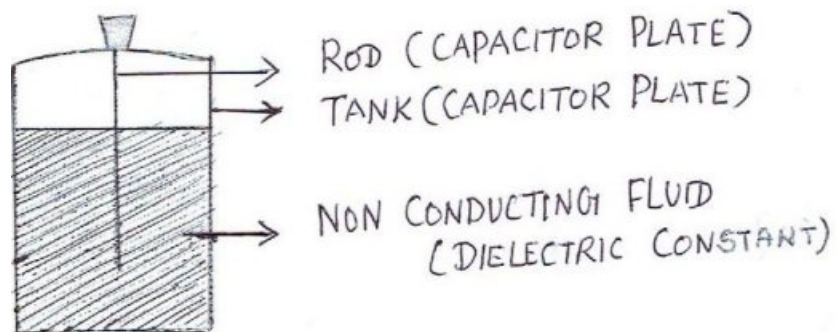 ROD (CAPACITOR PLATE)
TANK (CAPACITOR PLATE)
NON CONDUCTING FLUID
(DIELECTRIC CONSTANT)